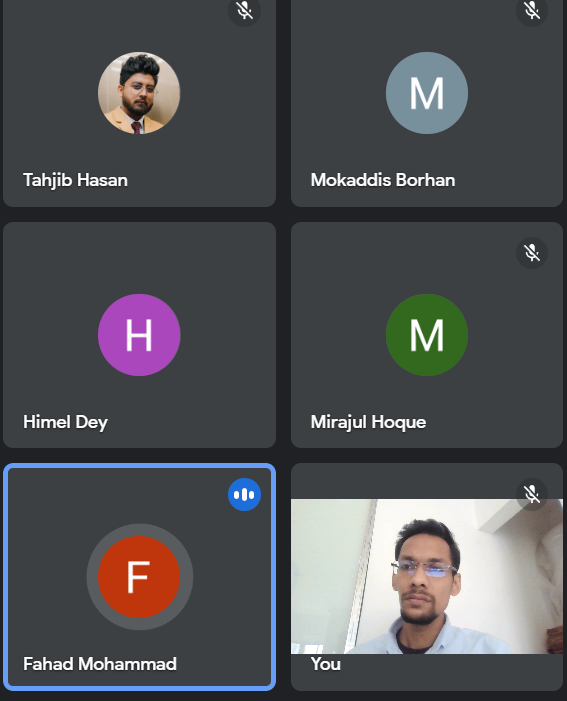 Tahjib Hasan
M
Mokaddis Borhan
H
Himel Dey
M
Mirajul Hoque
F
Fahad Mohammad
You